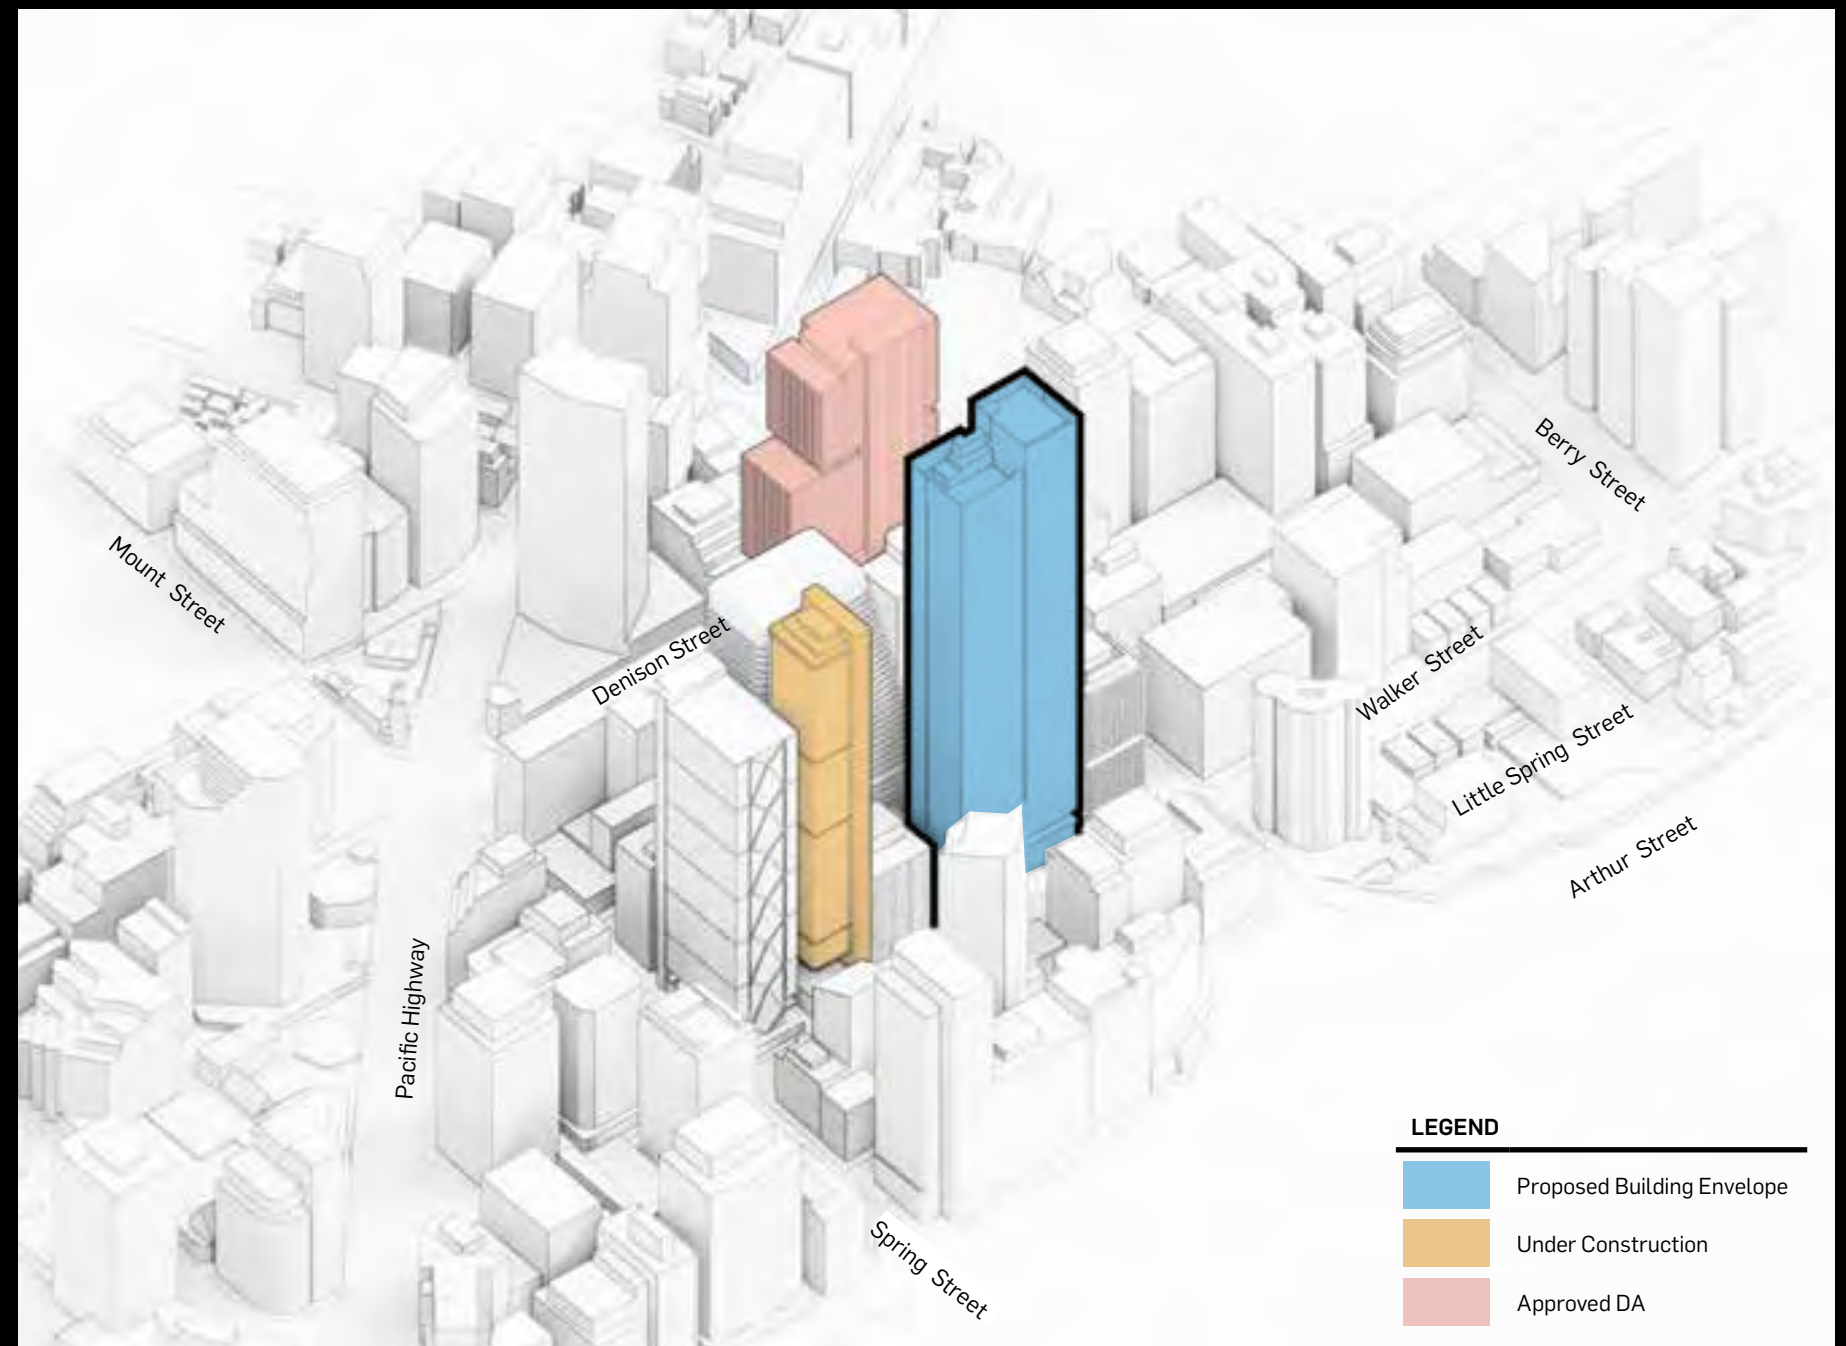 Berry Street
Mount Street
Denison Street
Walker Street
Little Spring Street
Arthur Street
Pacific Highway
Spring Street
LEGEND
Proposed Building Envelope
Under Construction
Approved DA